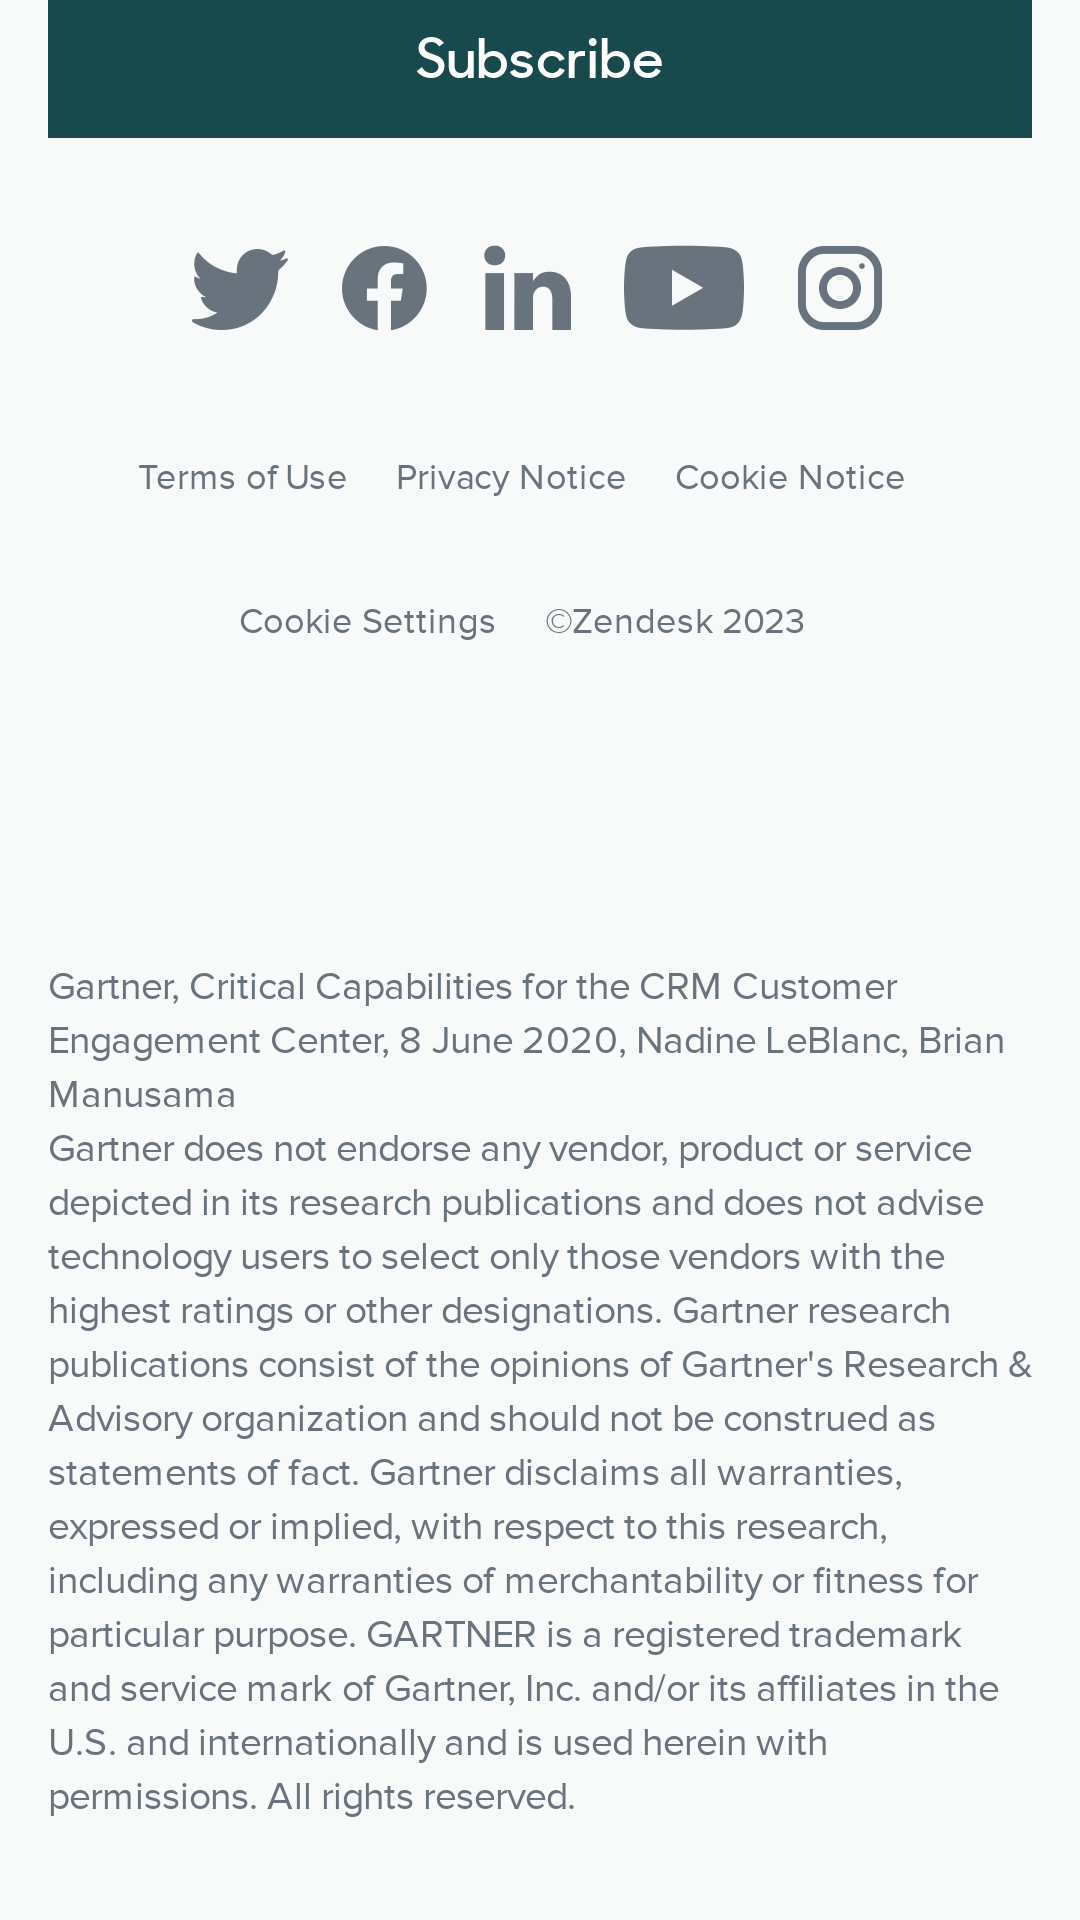 Subscribe
Terms of Use Privacy Notice Cookie Notice
Cookie Settings ©Zendesk 2023
Gartner, Critical Capabilities for the CRM Customer
Engagement Center, 8 June 2020, Nadine LeBlanc, Brian
Manusama
Gartner does not endorse any vendor, product or service
depicted in its research publications and does not advise
technology users to select only those vendors with the
highest ratings or other designations. Gartner research
publications consist of the opinions of Gartner's Research &
Advisory organization and should not be construed as
statements of fact. Gartner disclaims all warranties,
expressed or implied, with respect to this research,
including any warranties of merchantability or fitness for
particular purpose. GARTNER is a registered trademark
and service mark of Gartner, Inc. and/or its affiliates in the
U.S. and internationally and is used herein with
permissions. All rights reserved.